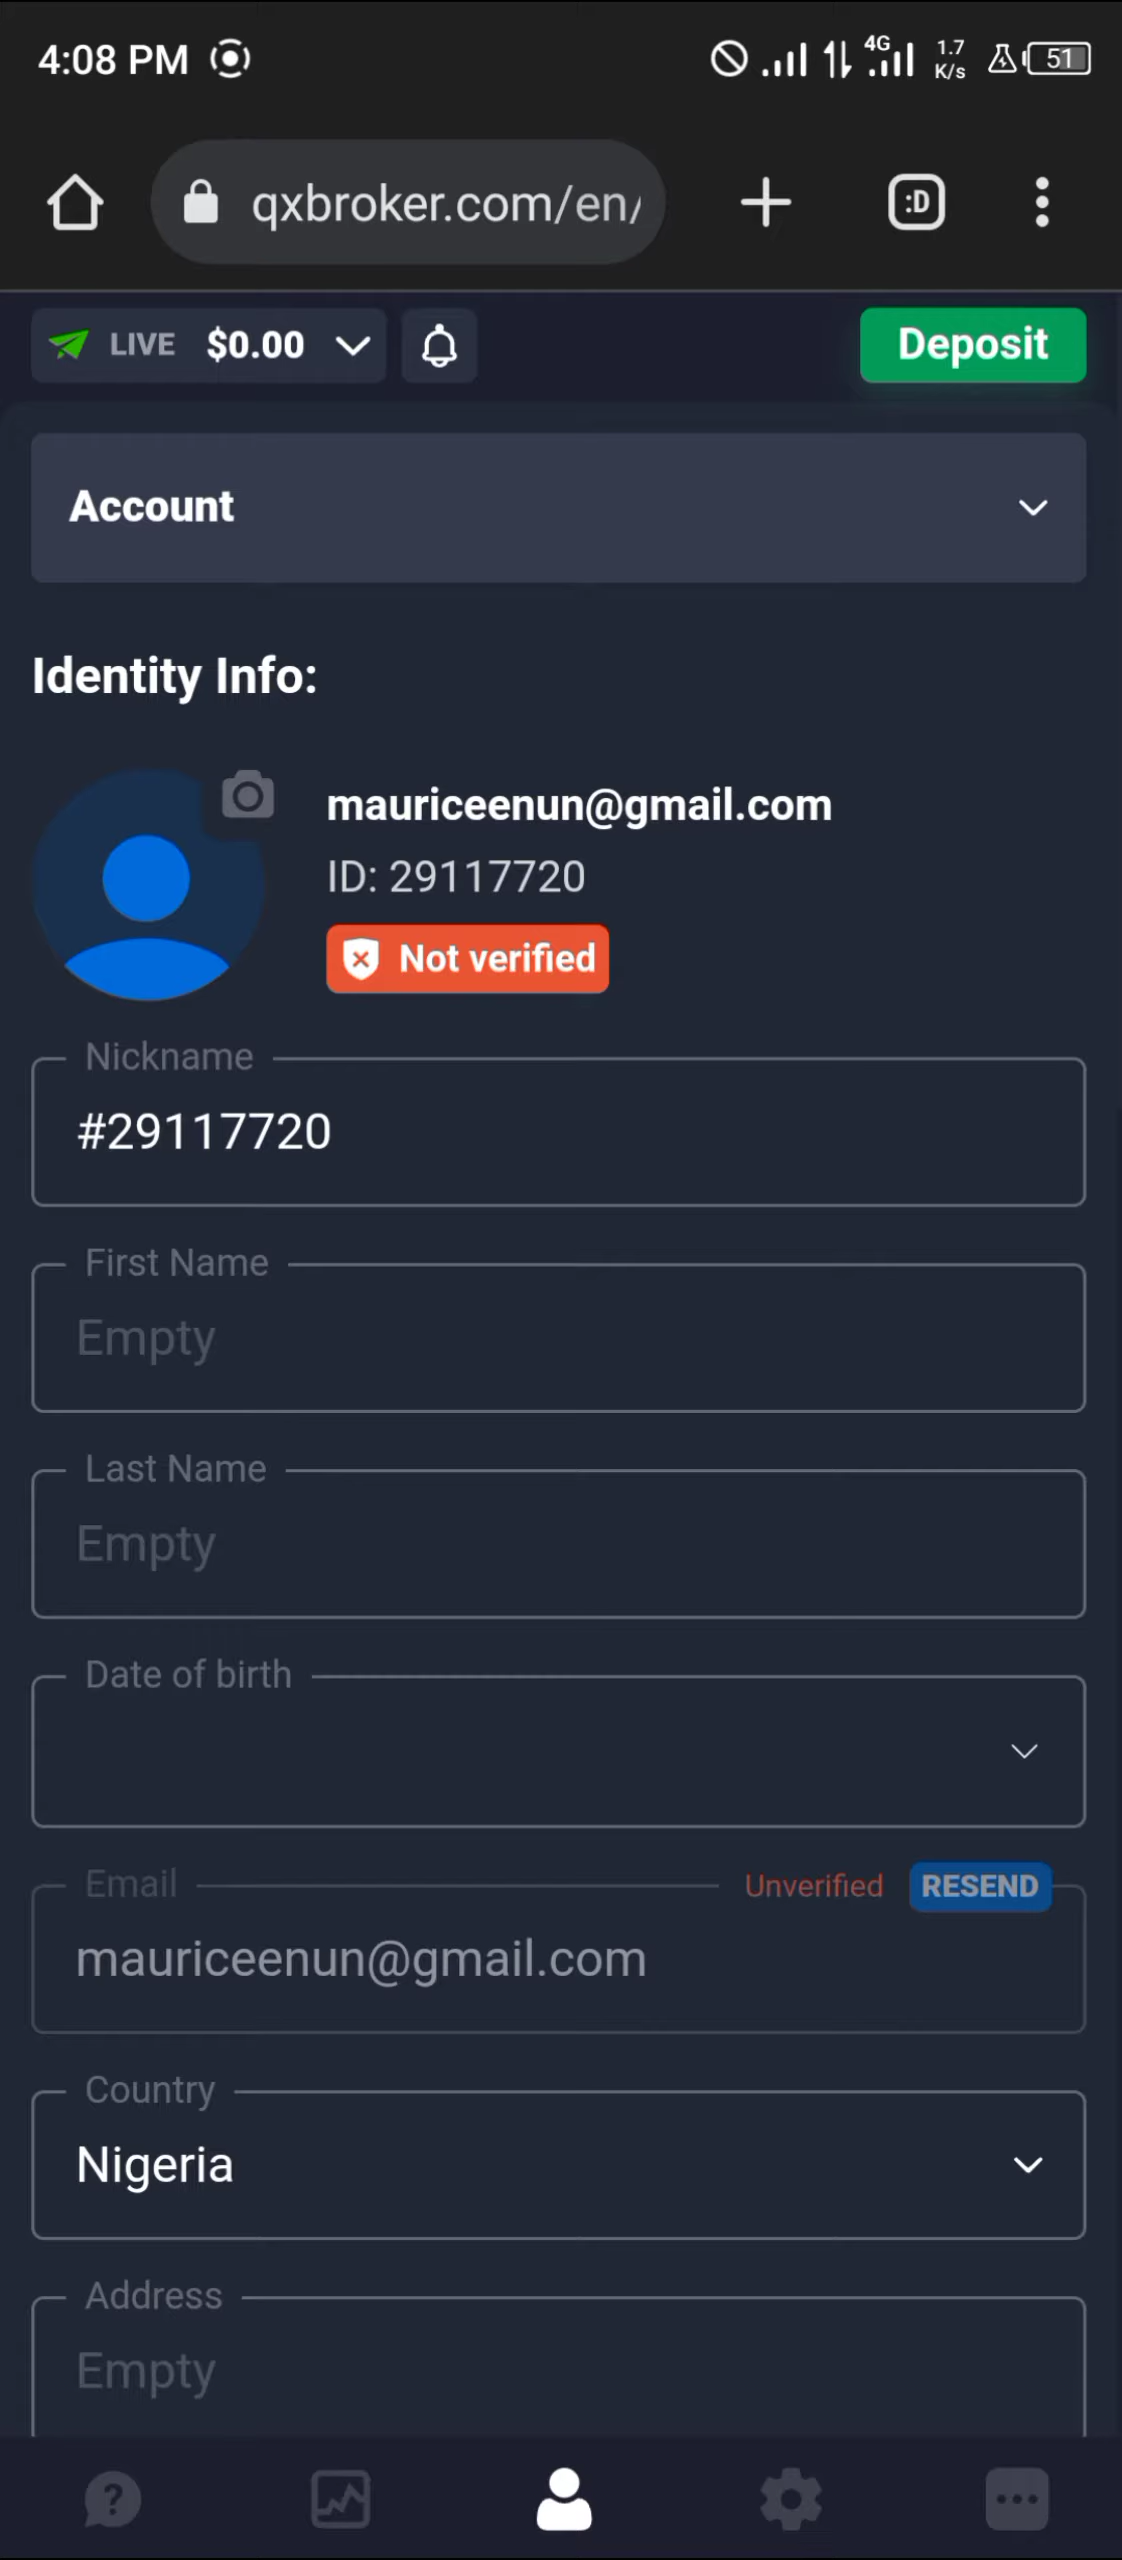 4:08 PM
4G
1.7
K/s
51
qxbroker.com/en/
:D
LIVE $0.00
Deposit
Account
Identity Info:
mauriceenun@gmail.com
ID: 29117720
Not verified
Nickname
#29117720
First Name
Empty
Last Name
Empty
Date of birth
Email
Unverified
RESEND
mauriceenun@gmail.com
Country
Nigeria
Address
Empty